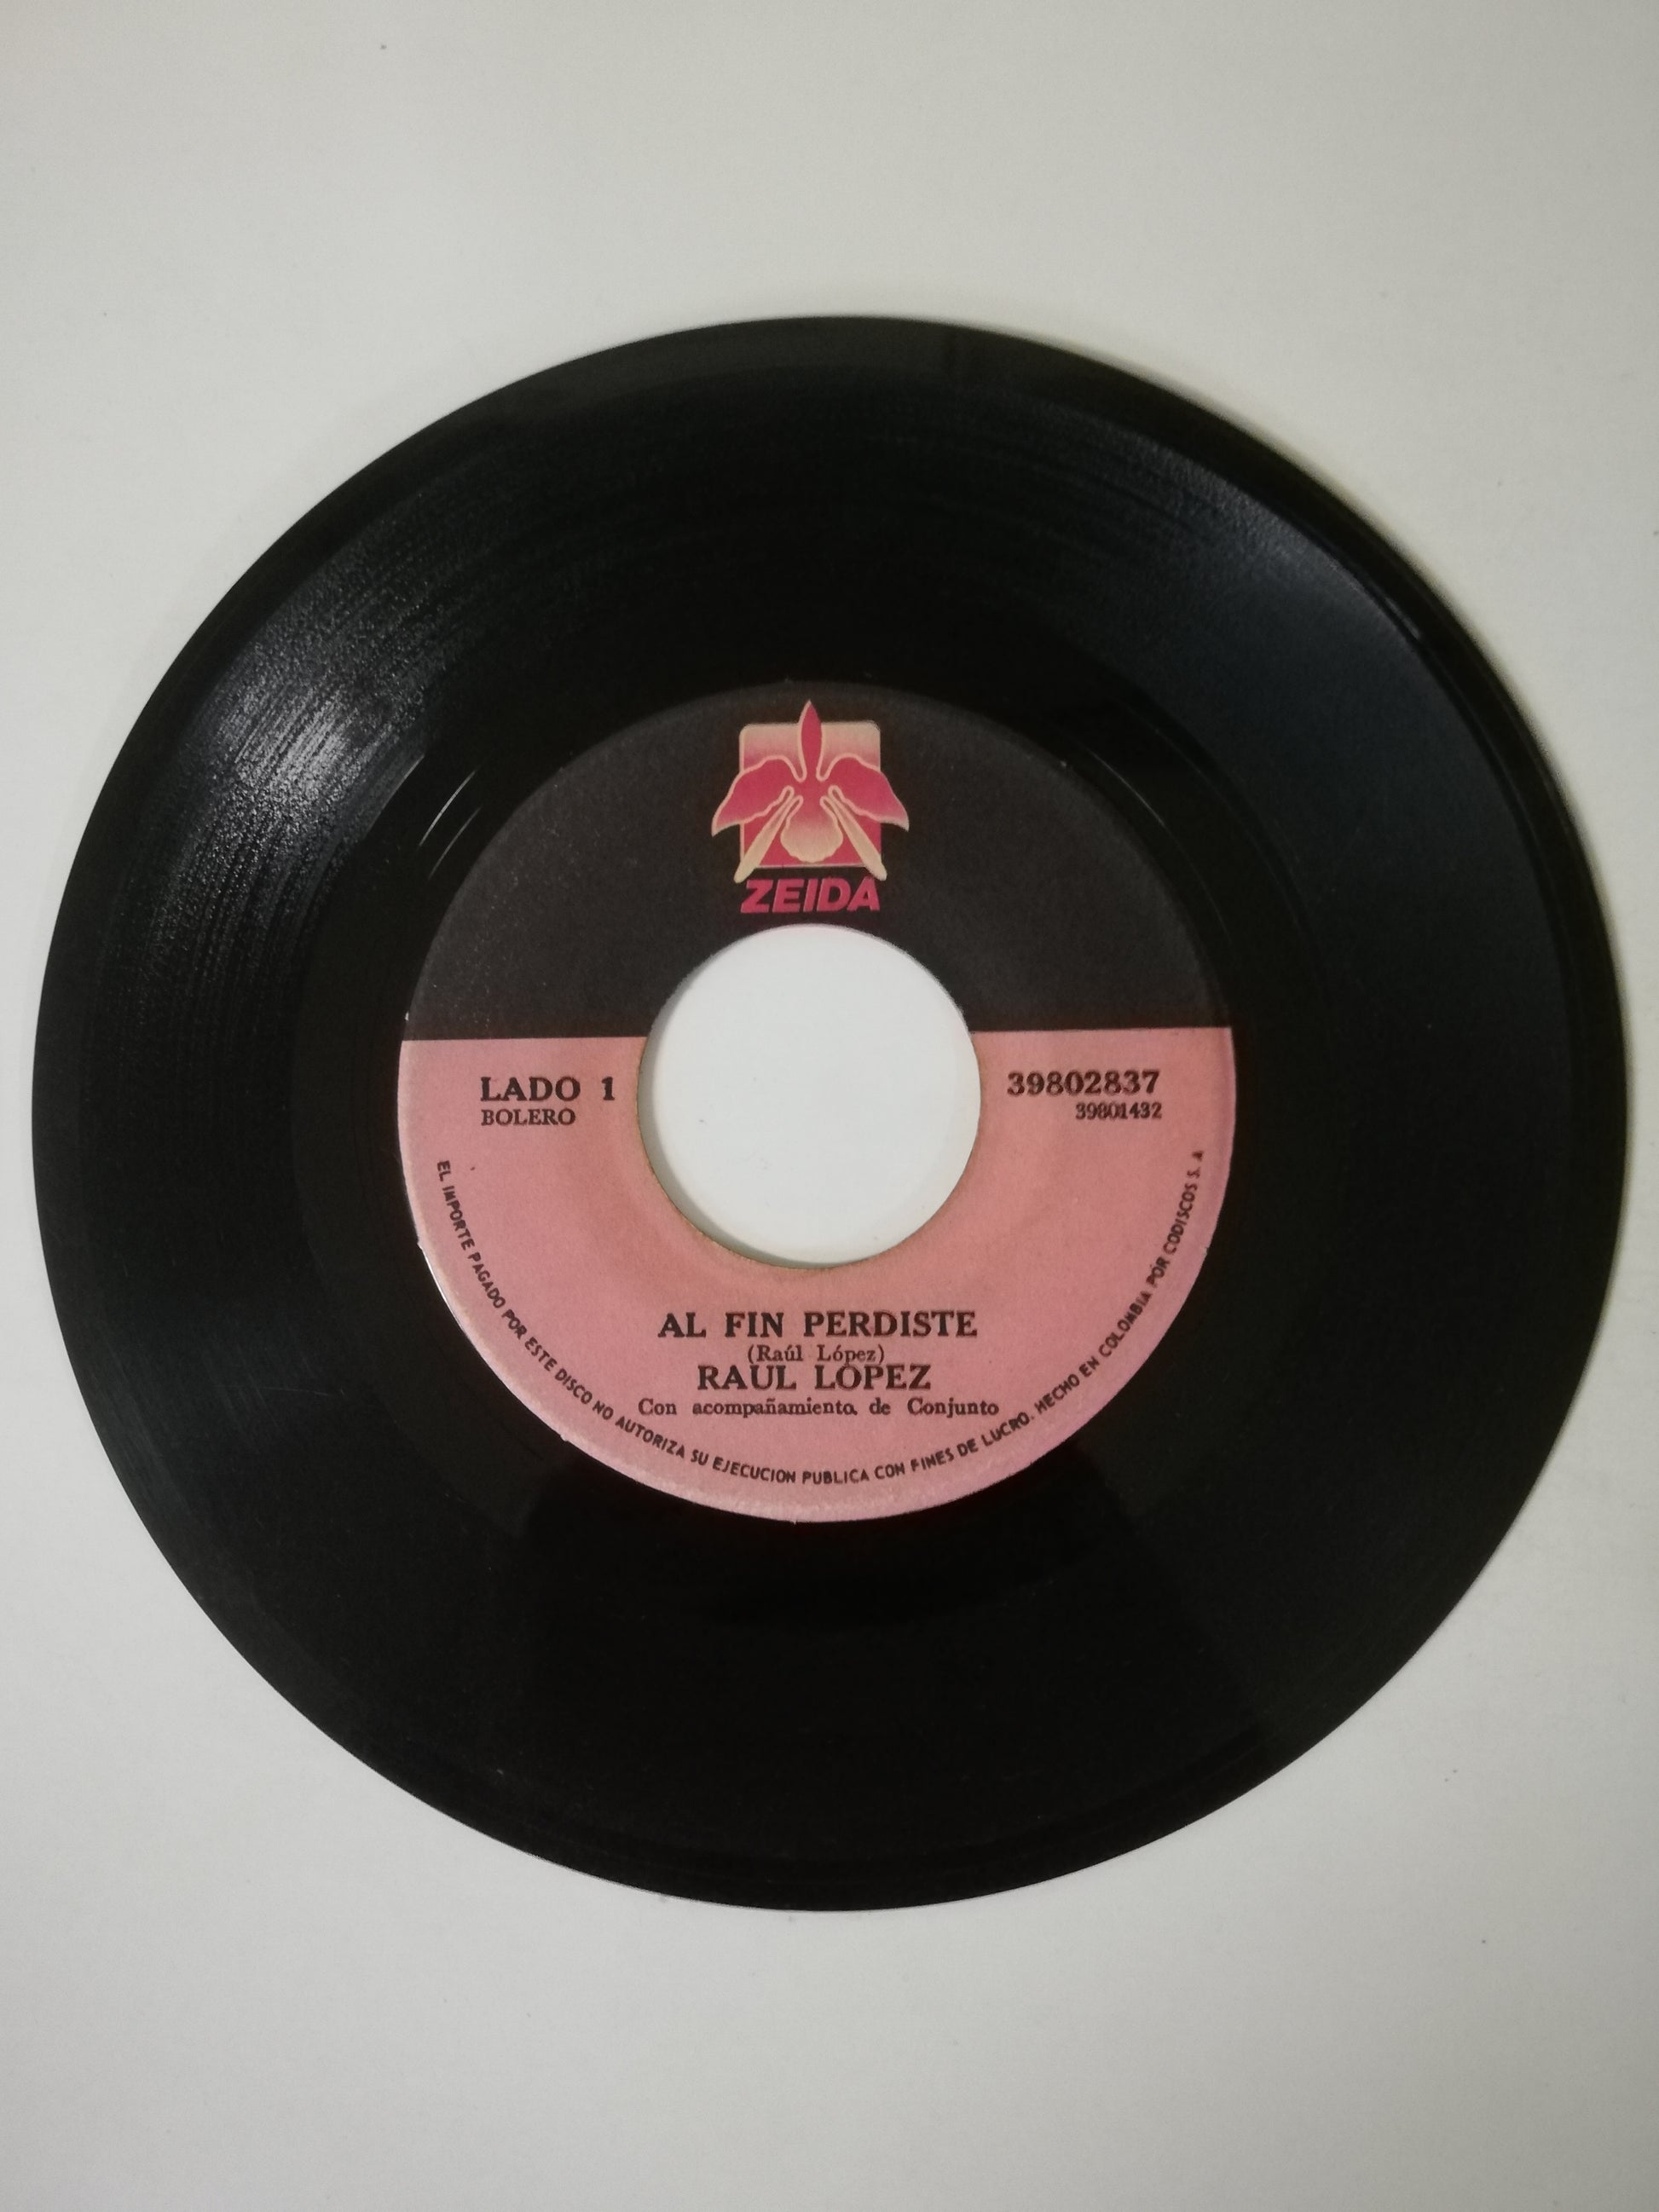 ZEIDA
LADO 1
BOLERO
39802837
39801432
AL FIN PERDISTE
(Raúl López)
RAUL LOPEZ
Con acompañamiento de Conjunto
EL IMPORTE PAGADO POR ESTE DISCO NO AUTORIZA SU EJECUCION PUBLICA CON FINES DE LUCRO. HECHO EN COLOMBIA POR CODISCOS S. A